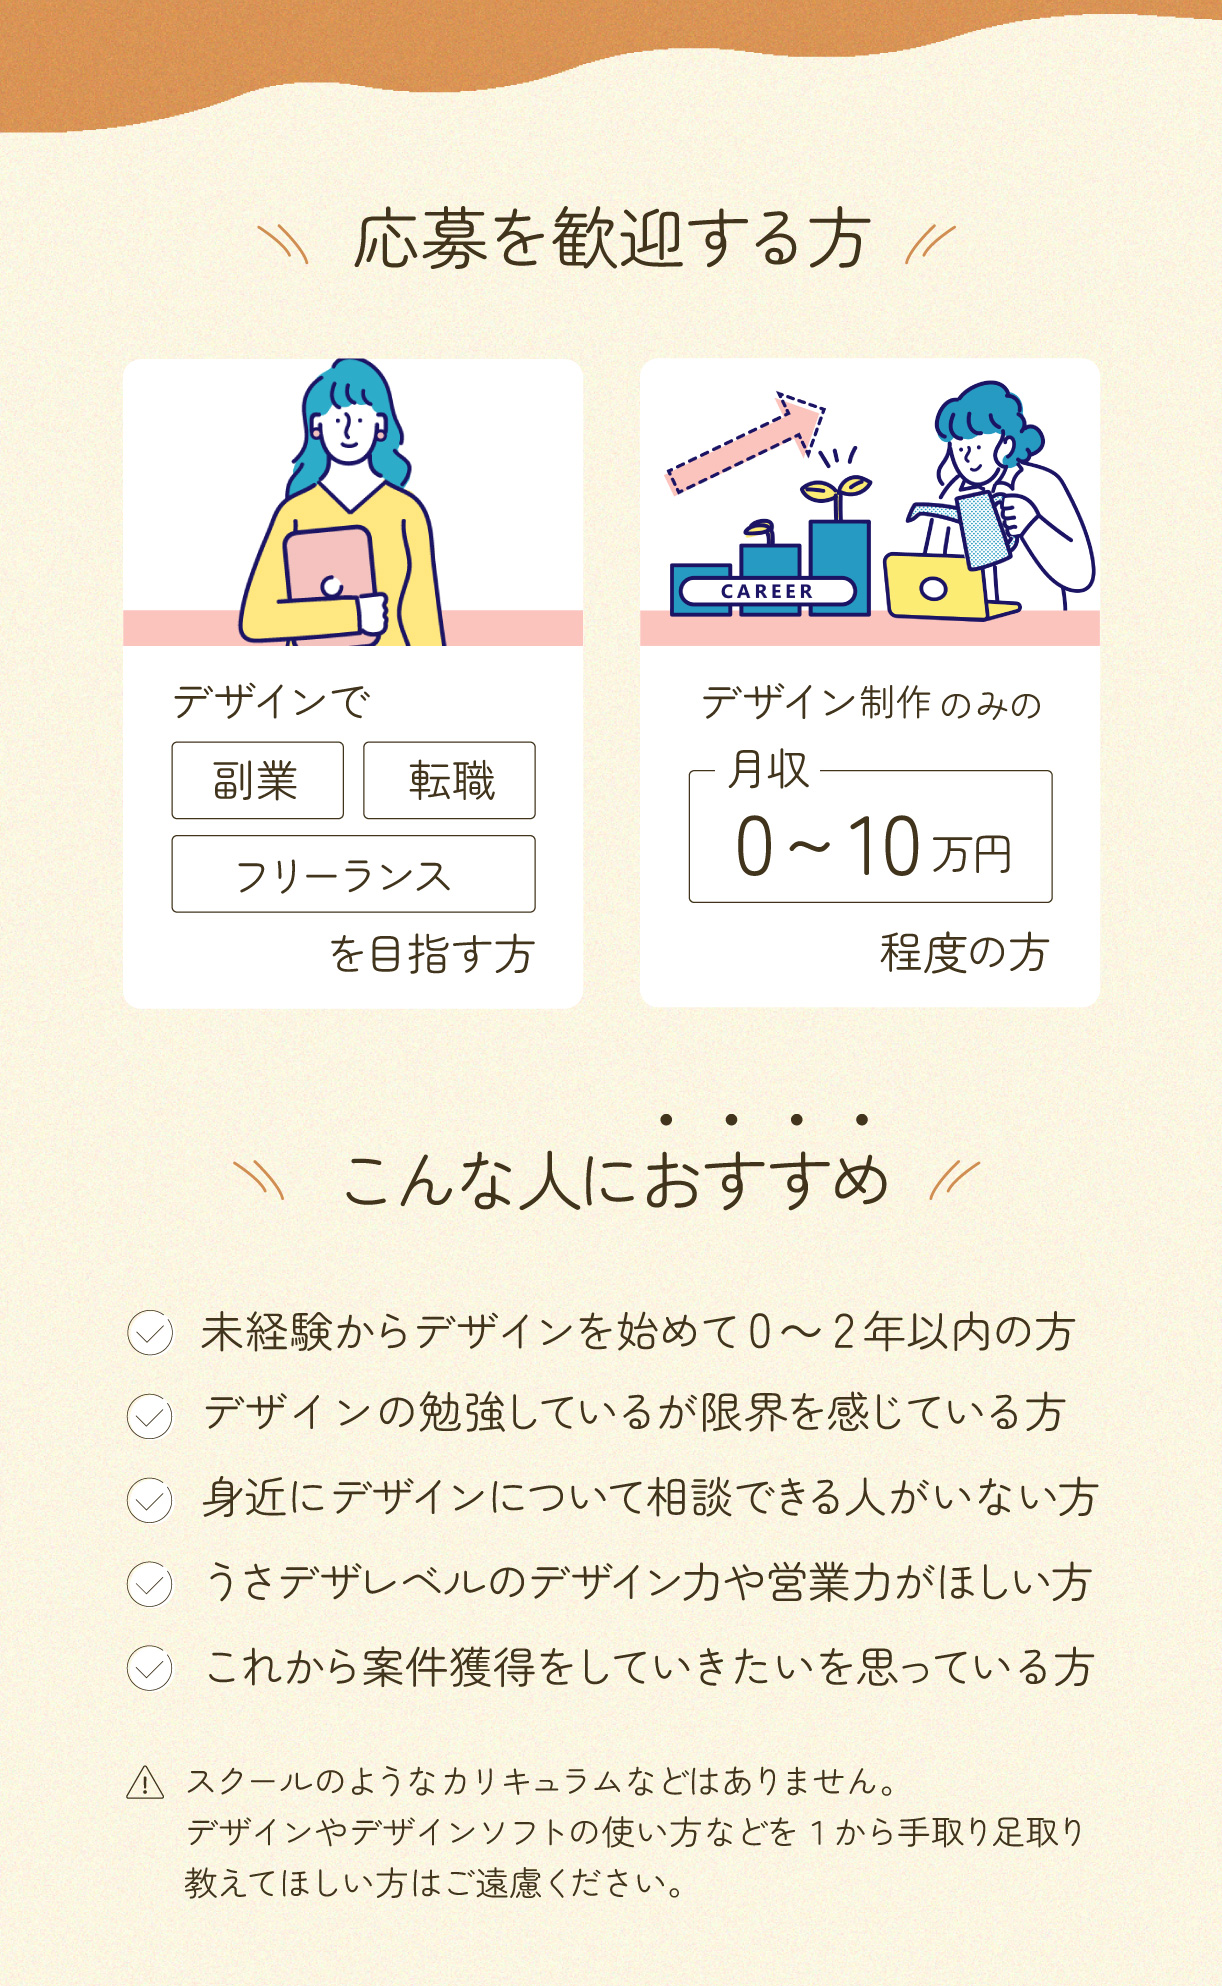 応募を歓迎する方
CAREER
デザインで
副業
転職
フリーランス
を目指す方
デザイン制作のみの
月収
0～10万円
程度の方
こんな人におすすめ
未経験からデザインを始めて0～2年以内の方
デザインの勉強しているが限界を感じている方
身近にデザインについて相談できる人がいない方
うさデザレベルのデザイン力や営業力がほしい方
これから案件獲得をしていきたいを思っている方
スクールのようなカリキュラムなどはありません。
デザインやデザインソフトの使い方などを1から手取り足取り
教えてほしい方はご遠慮ください。